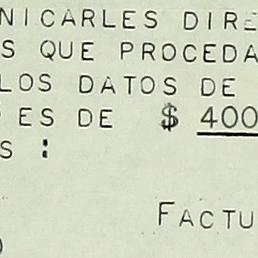 NICARLES DIRE
S QUE PROCEDA
LOS DATOS DE
ES DE $ 400
S :
FACTU
)